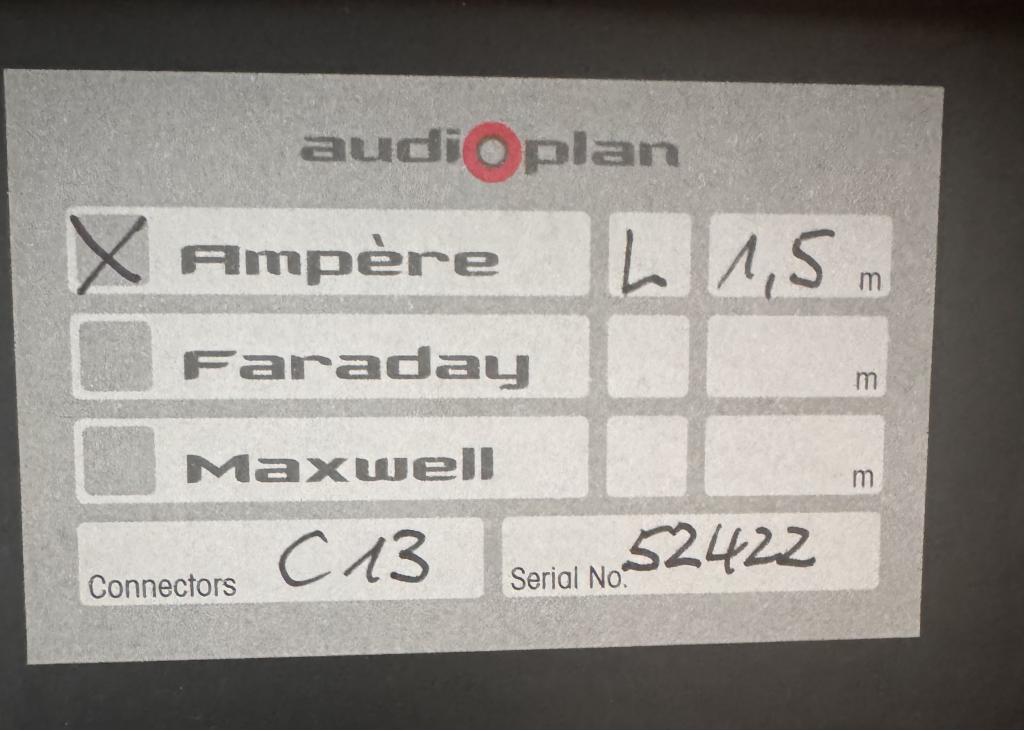 audioplan
X Ampère L 1,5 m
Faraday m
Maxwell m
Connectors C13 Serial No. 52422